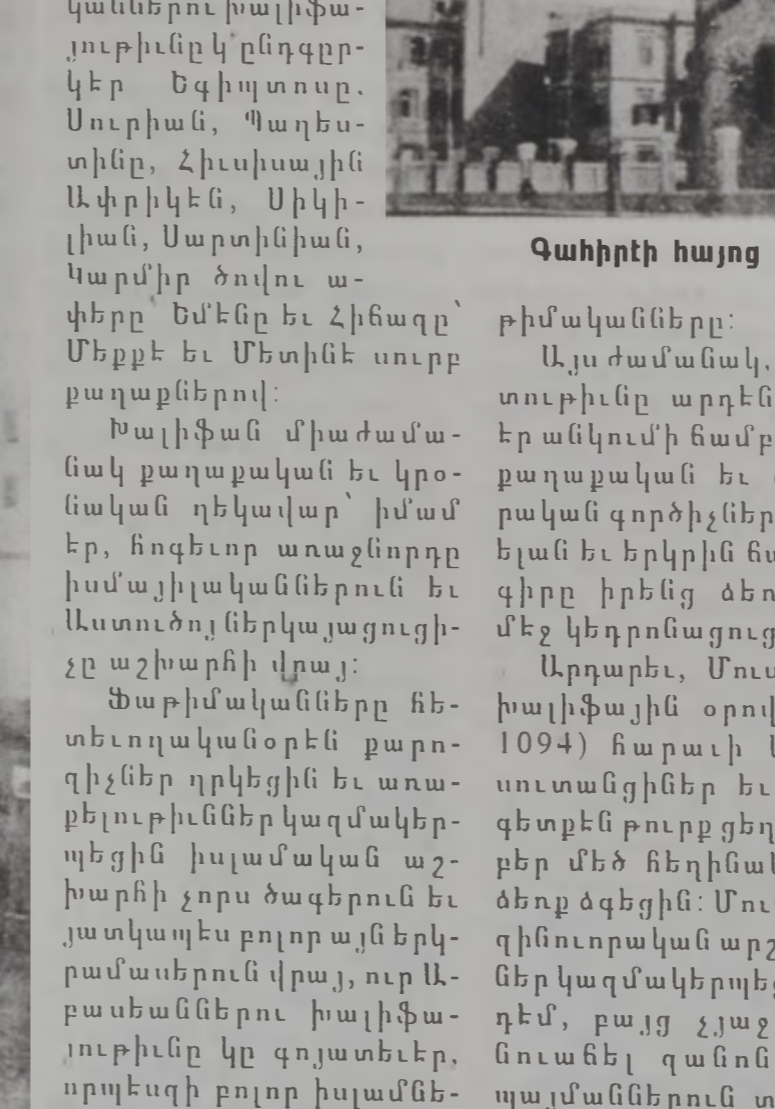 կաններու խալիֆա-
յութիւնը կ՚ընդգըր-
կէր Եգիպտոսը.
Սուրիան, Պաղես-
տինը, Հիւսիսային
Ափրիկէն, Սիկի-
լիան, Սարտինիան,
Կարմիր ծովու ա-
փերը՝ Եմէնը եւ Հիճազը՝
Մեքքէ եւ Մետինէ սուրբ
քաղաքներով:
Խալիֆան միաժամա-
նակ քաղաքական եւ կրօ-
նական ղեկավար՝ իմամ
էր, հոգեւոր առաջնորդը
իսմայիլականներուն եւ
Աստուծոյ ներկայացուցի-
չը աշխարհի վրայ:
Ֆաթիմականները հե-
տեւողականօրէն քարո-
զիչներ ղրկեցին եւ առա-
քելութիւններ կազմակեր-
պեցին իսլամական աշ-
խարհի չորս ծագերուն եւ
յատկապէս բոլոր այն երկ-
րամասերուն վրայ, ուր Ա-
բասեաններու խալիֆա-
յութիւնը կը գոյատեւէր,
որպէսզի բոլոր իսլամնե-
Գահիրէի հայոց
թիմականները:
Այս ժամանակ.
տութիւնը արդէն
էր անկումի ճամբ
քաղաքական եւ
րական գործիչներ
ելան եւ երկրին ճա
գիրը իրենց ձեռ
մէջ կեդրոնացուց
Արդարեւ, Մուս
խալիֆային օրով
1094) հարաւի
սուտանցիներ եւ
գետքէն թուրք ցեղ
բեր մեծ հեղինակ
ձեռք ձգեցին: Մու
զինուորական արշ
ներ կազմակերպեց
դէմ, բայց չյաջ
նուաճել զանոն
պայմաններուն տ